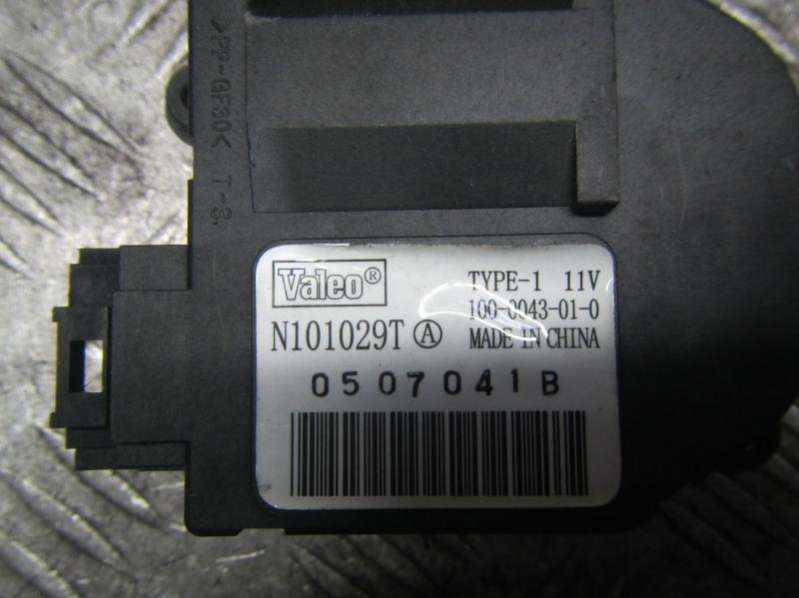 >PP-GF30< T-3.
Valeo®
TYPE-1 11V
100-0043-01-0
N101029T Ⓐ
MADE IN CHINA
0507041B